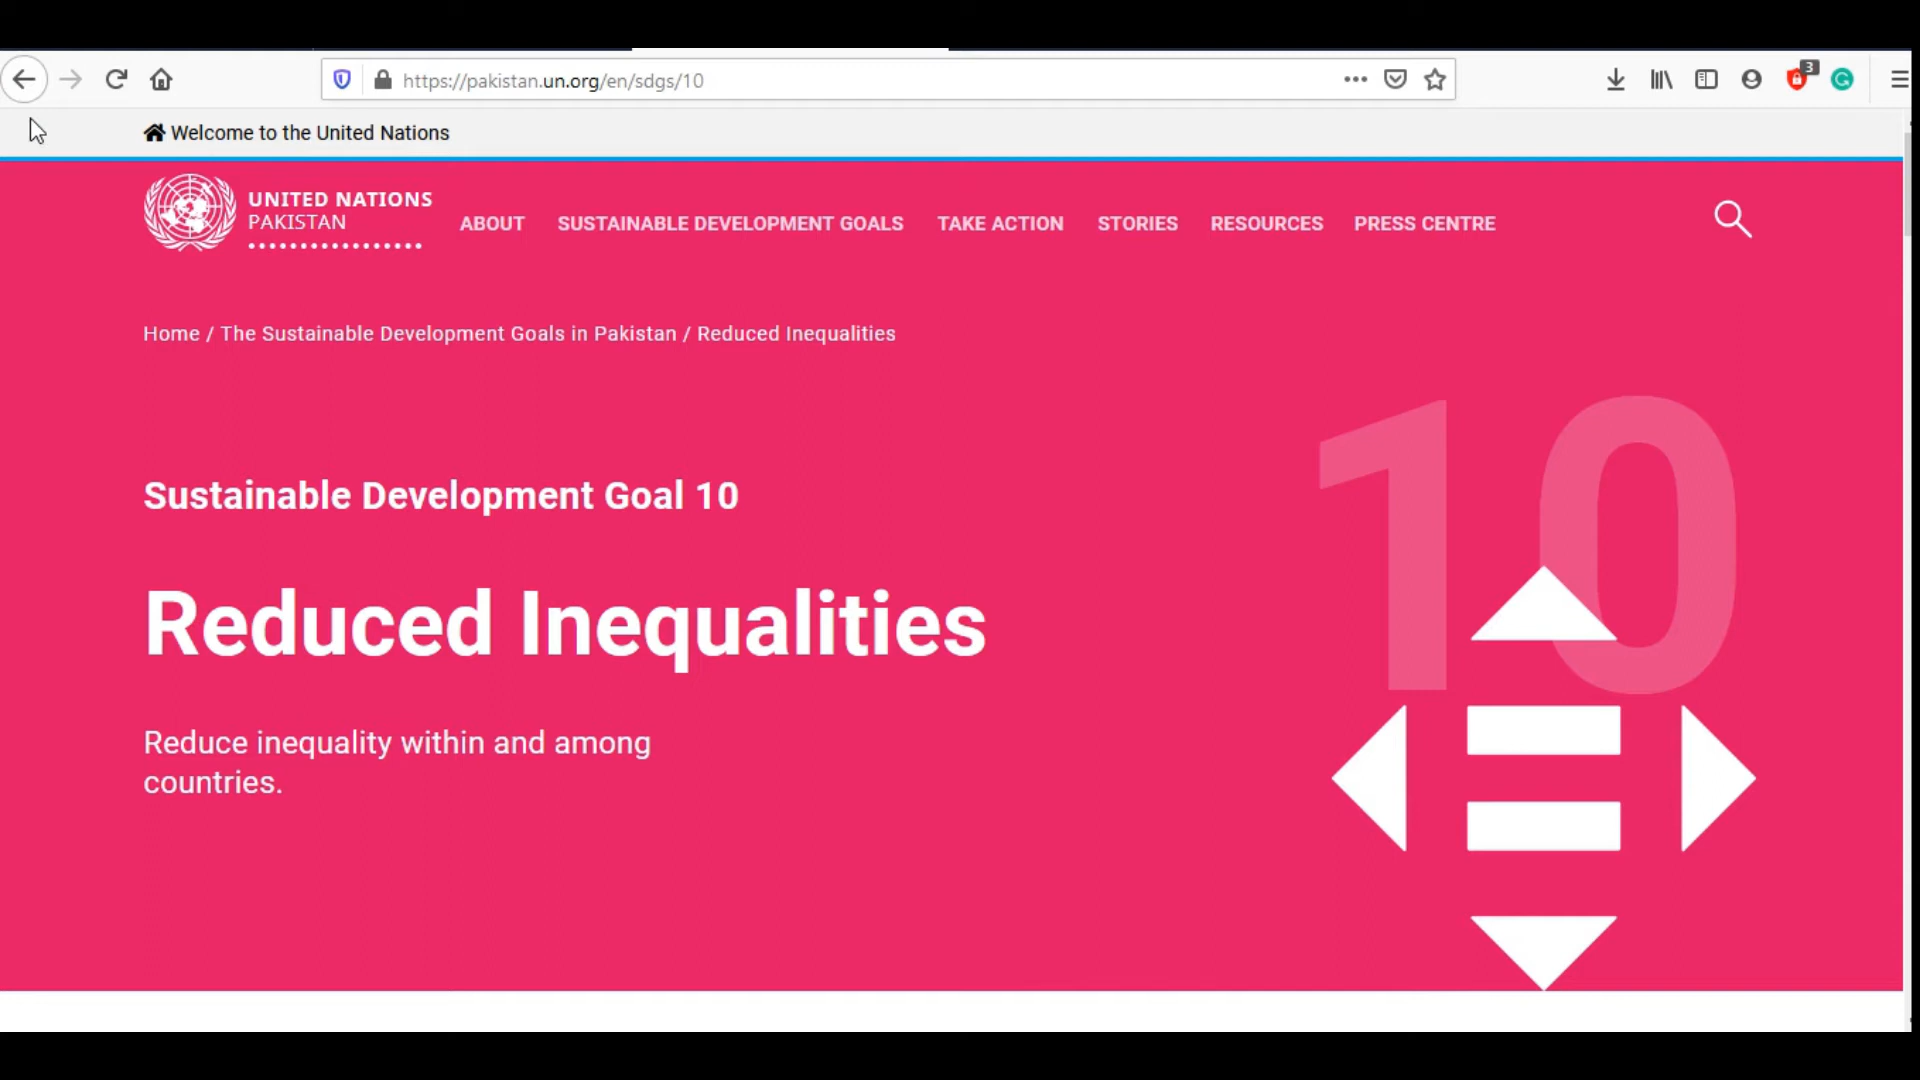 https://pakistan.un.org/en/sdgs/10
3
Welcome to the United Nations
UNITED NATIONS
PAKISTAN
ABOUT SUSTAINABLE DEVELOPMENT GOALS TAKE ACTION STORIES RESOURCES PRESS CENTRE
Home / The Sustainable Development Goals in Pakistan / Reduced Inequalities
10
Sustainable Development Goal 10
Reduced Inequalities
Reduce inequality within and among
countries.